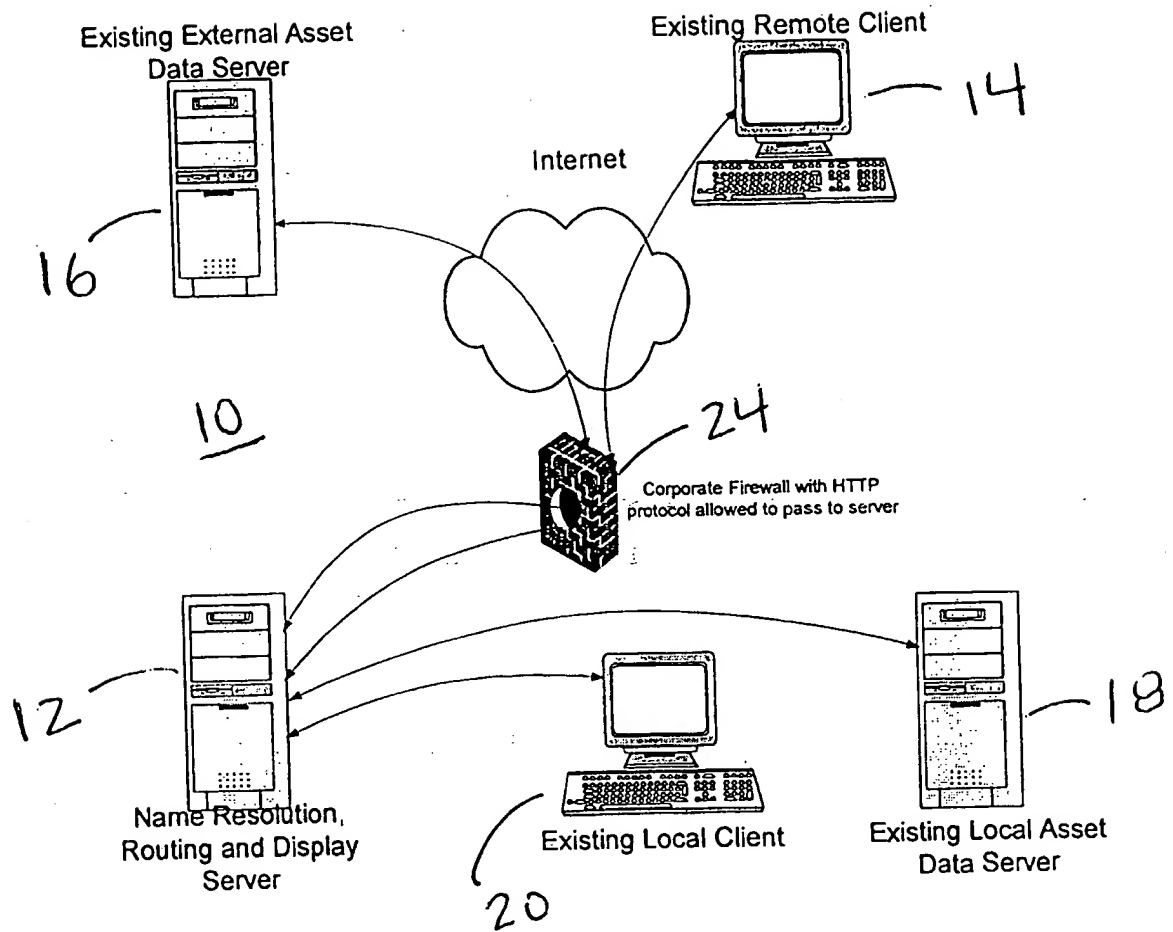 Existing External Asset
Data Server
Existing Remote Client
14
Internet
16
10
24
Corporate Firewall with HTTP
protocol allowed to pass to server
12
18
Name Resolution,
Routing and Display
Server
Existing Local Client
Existing Local Asset
Data Server
20